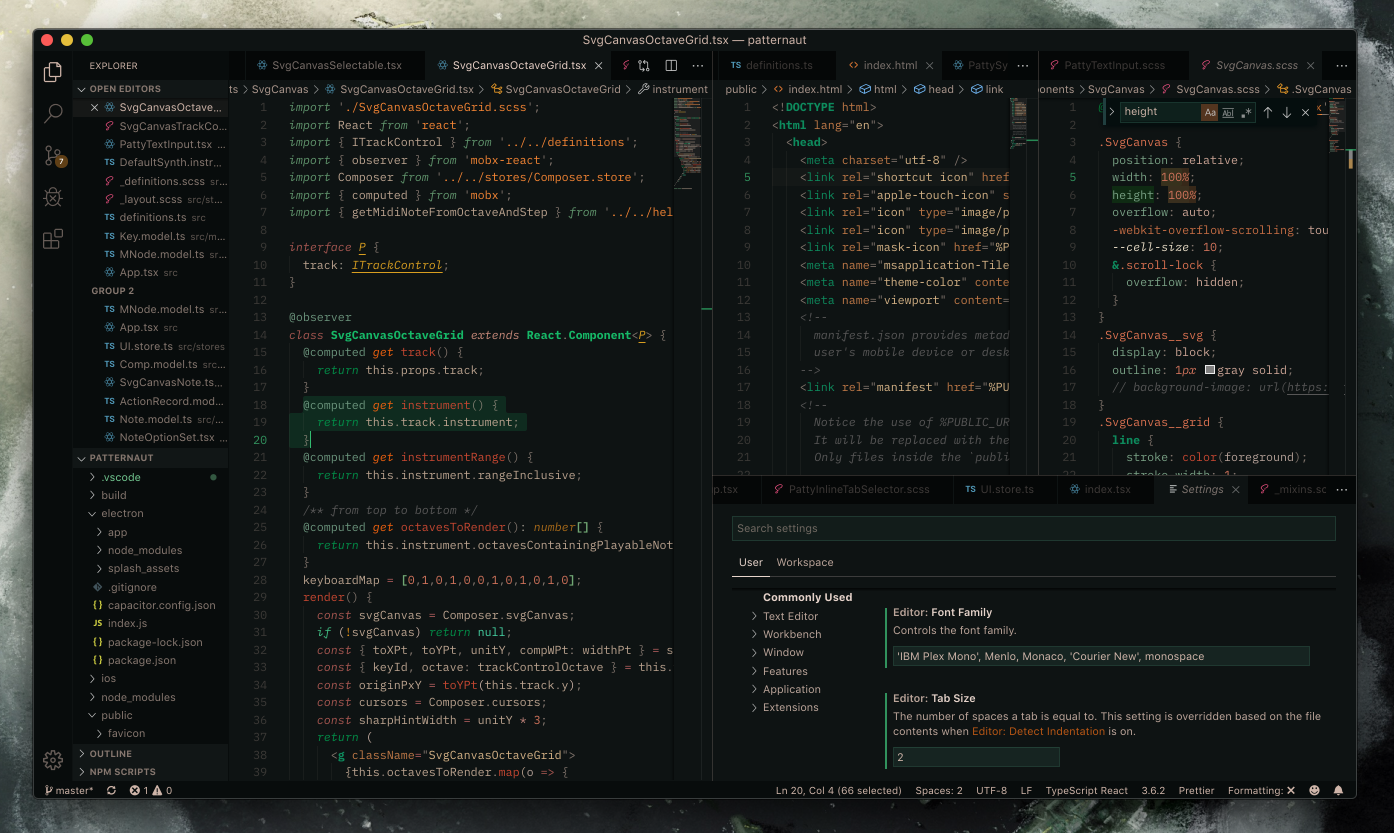 SvgCanvasOctaveGrid.tsx — patternaut
EXPLORER
OPEN EDITORS
SvgCanvasOctave...
SvgCanvasTrackCo...
PattyTextInput.tsx
DefaultSynth.instr...
_definitions.scss src/st...
_layout.scss src/st...
definitions.ts src
Key.model.ts src/m...
MNode.model.ts src...
App.tsx src
GROUP 2
MNode.model.ts sr...
App.tsx src
UI.store.ts src/stores
Comp.model.ts src...
SvgCanvasNote.ts...
ActionRecord.mod...
Note.model.ts src/...
NoteOptionSet.tsx ...
PATTERNAUT
.vscode
build
electron
app
node_modules
splash_assets
.gitignore
capacitor.config.json
index.js
package-lock.json
package.json
ios
node_modules
public
favicon
OUTLINE
NPM SCRIPTS
7
SvgCanvasSelectable.tsx
SvgCanvasOctaveGrid.tsx
ts > SvgCanvas > SvgCanvasOctaveGrid.tsx > SvgCanvasOctaveGrid > instrument
1 import './SvgCanvasOctaveGrid.scss';
2 import React from 'react';
3 import { ITrackControl } from '../../definitions';
4 import { observer } from 'mobx-react';
5 import Composer from '../../stores/Composer.store';
6 import { computed } from 'mobx';
7 import { getMidiNoteFromOctaveAndStep } from '../../hel
8
9 interface P {
10 track: ITrackControl;
11 }
12
13 @observer
14 class SvgCanvasOctaveGrid extends React.Component<P> {
15 @computed get track() {
16 return this.props.track;
17 }
18 @computed get instrument() {
19 return this.track.instrument;
20 }
21 @computed get instrumentRange() {
22 return this.instrument.rangeInclusive;
23 }
24 /** from top to bottom */
25 @computed get octavesToRender(): number[] {
26 return this.instrument.octavesContainingPlayableNot
27 }
28 keyboardMap = [0,1,0,1,0,0,1,0,1,0,1,0];
29 render() {
30 const svgCanvas = Composer.svgCanvas;
31 if (!svgCanvas) return null;
32 const { toXPt, toYPt, unitY, compWPt: widthPt } = s
33 const { keyId, octave: trackControlOctave } = this.
34 const originPxY = toYPt(this.track.y);
35 const cursors = Composer.cursors;
36 const sharpHintWidth = unitY * 3;
37 return (
38 <g className="SvgCanvasOctaveGrid">
39 {this.octavesToRender.map(o => {
definitions.ts
index.html
PattySy
public > index.html > html > head > link
1 <!DOCTYPE html>
2 <html lang="en">
3 <head>
4 <meta charset="utf-8" />
5 <link rel="shortcut icon" href
6 <link rel="apple-touch-icon" s
7 <link rel="icon" type="image/p
8 <link rel="icon" type="image/p
9 <link rel="mask-icon" href="%P
10 <meta name="msapplication-Tile
11 <meta name="theme-color" conte
12 <meta name="viewport" content=
13 <!--
14 manifest.json provides metad
15 user's mobile device or desk
16 -->
17 <link rel="manifest" href="%PU
18 <!--
19 Notice the use of %PUBLIC_UR
20 It will be replaced with the
21 Only files inside the `publi
22
PattyTextInput.scss
SvgCanvas.scss
onents > SvgCanvas > SvgCanvas.scss > .SvgCanvas
height
Aa Abl .*
1
2
3 .SvgCanvas {
4 position: relative;
5 width: 100%;
6 height: 100%;
7 overflow: auto;
8 -webkit-overflow-scrolling: tou
9 --cell-size: 10;
10 &.scroll-lock {
11 overflow: hidden;
12 }
13 }
14 .SvgCanvas__svg {
15 display: block;
16 outline: 1px gray solid;
17 // background-image: url(https:
18 }
19 .SvgCanvas__grid {
20 line {
21 stroke: color(foreground);
22 stroke-width: 1;
p.tsx
PattyInlineTabSelector.scss
UI.store.ts
index.tsx
Settings
_mixins.sc
Search settings
User Workspace
Commonly Used
Text Editor
Workbench
Window
Features
Application
Extensions
Editor: Font Family
Controls the font family.
'IBM Plex Mono', Menlo, Monaco, 'Courier New', monospace
Editor: Tab Size
The number of spaces a tab is equal to. This setting is overridden based on the file
contents when Editor: Detect Indentation is on.
2
master* 1 0 Ln 20, Col 4 (66 selected) Spaces: 2 UTF-8 LF TypeScript React 3.6.2 Prettier Formatting: ✕